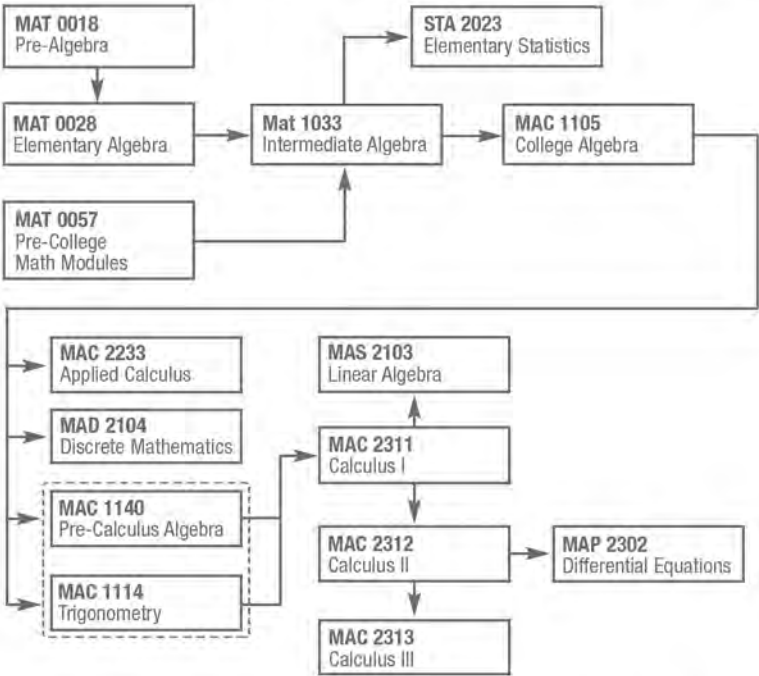 MAT 0018
Pre-Algebra
STA 2023
Elementary Statistics
MAT 0028
Elementary Algebra
Mat 1033
Intermediate Algebra
MAC 1105
College Algebra
MAT 0057
Pre-College
Math Modules
MAC 2233
Applied Calculus
MAS 2103
Linear Algebra
MAD 2104
Discrete Mathematics
MAC 2311
Calculus I
MAC 1140
Pre-Calculus Algebra
MAC 2312
Calculus II
MAP 2302
Differential Equations
MAC 1114
Trigonometry
MAC 2313
Calculus III